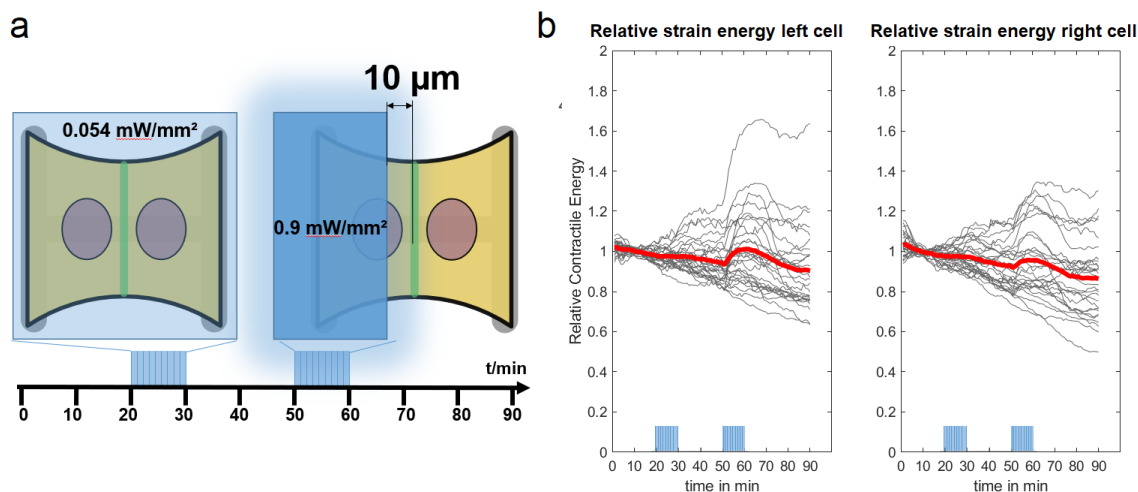 a
10 µm
0.054 mW/mm²
0.9 mW/mm²
t/min
0 10 20 30 40 50 60 70 80 90
b
Relative strain energy left cell
Relative Contractile Energy
2
1.8
1.6
1.4
1.2
1
0.8
0.6
0.4
0.2
0
0 10 20 30 40 50 60 70 80 90
time in min
Relative strain energy right cell
2
1.8
1.6
1.4
1.2
1
0.8
0.6
0.4
0.2
0
0 10 20 30 40 50 60 70 80 90
time in min